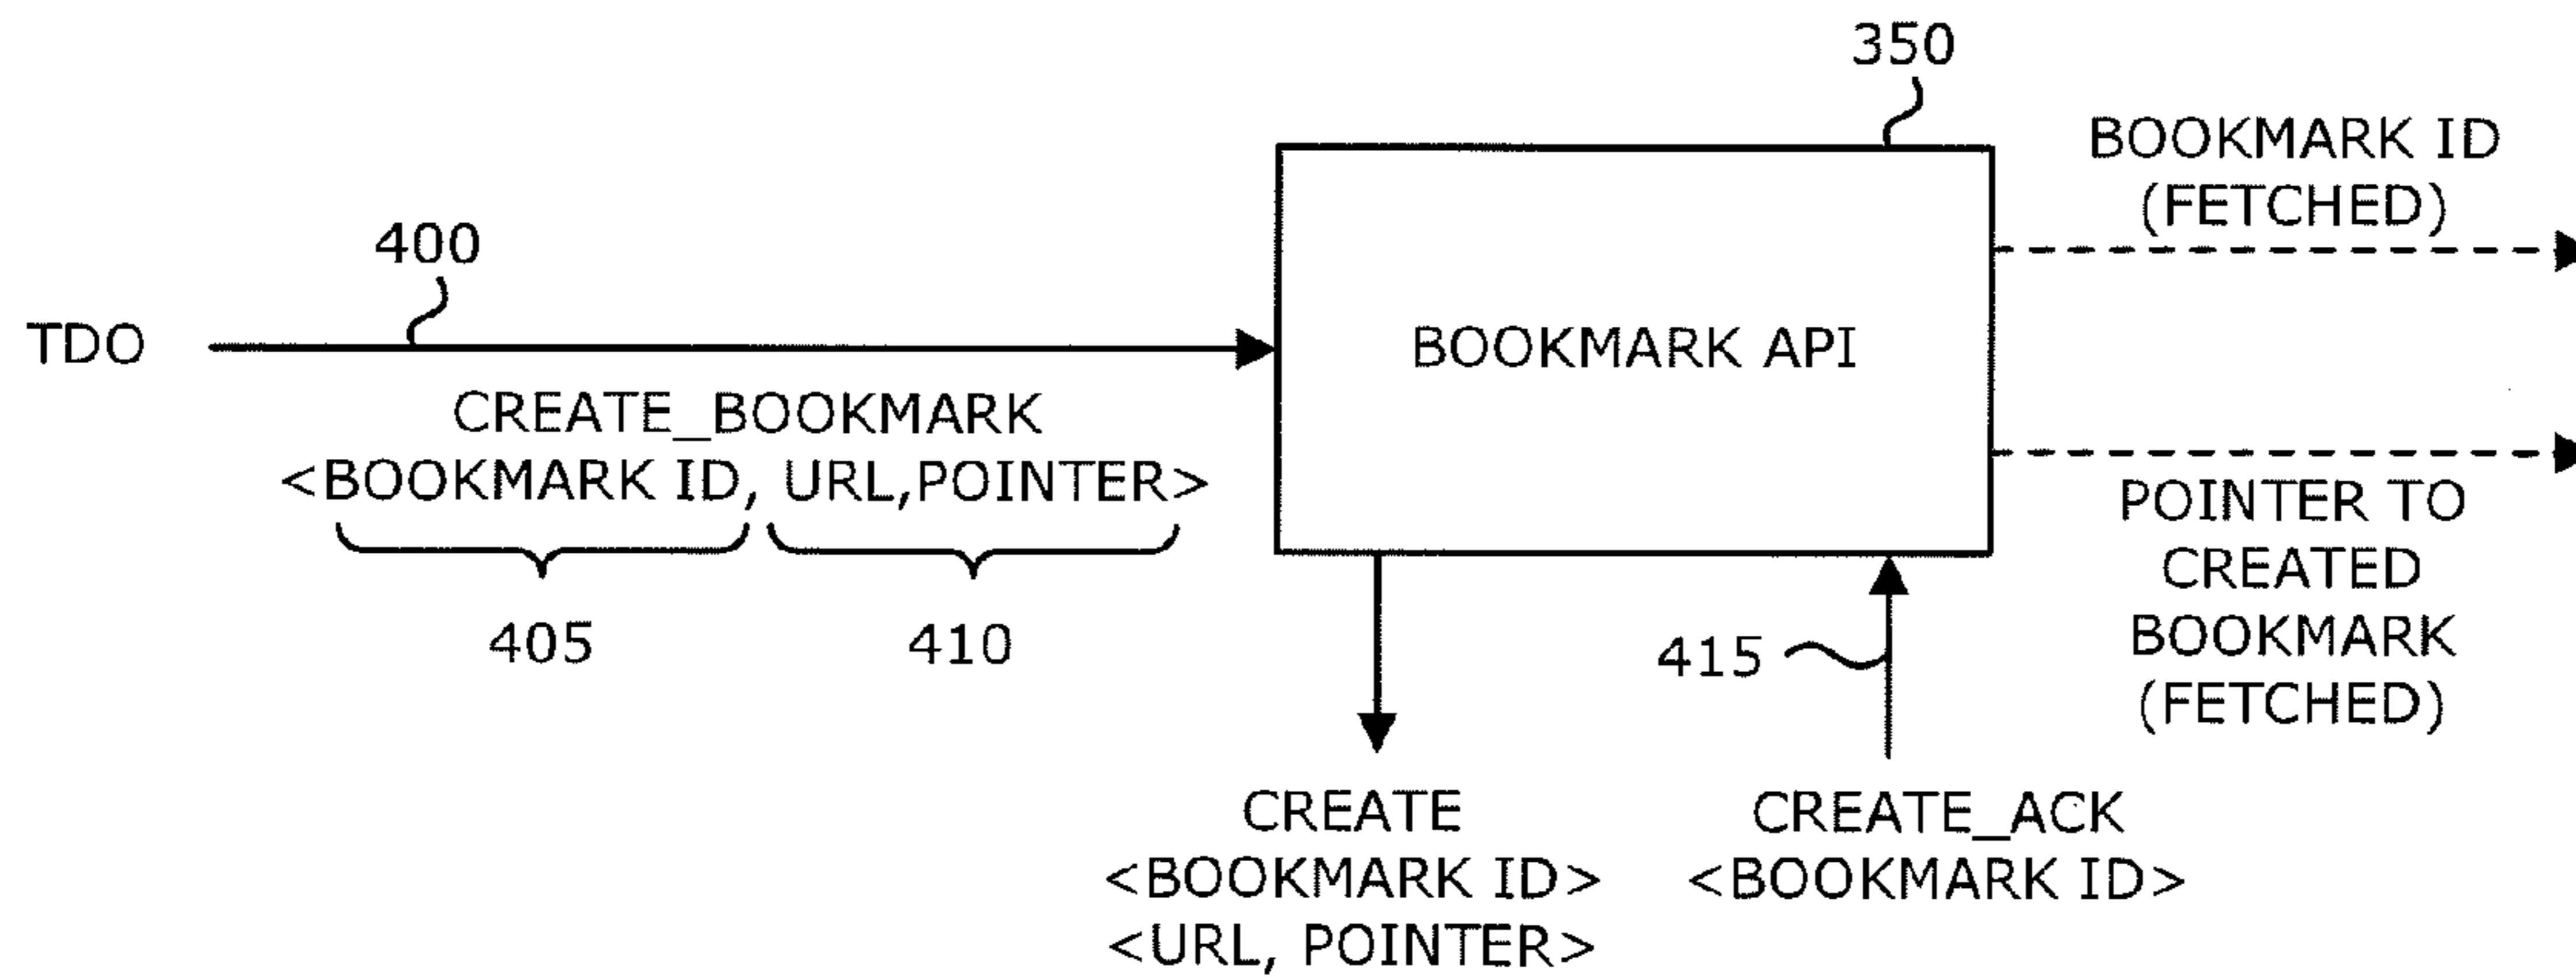 350
BOOKMARK ID
(FETCHED)
400
TDO
BOOKMARK API
CREATE_BOOKMARK
<BOOKMARK ID, URL,POINTER>
405
410
POINTER TO
CREATED
BOOKMARK
(FETCHED)
415
CREATE
<BOOKMARK ID>
<URL, POINTER>
CREATE_ACK
<BOOKMARK ID>